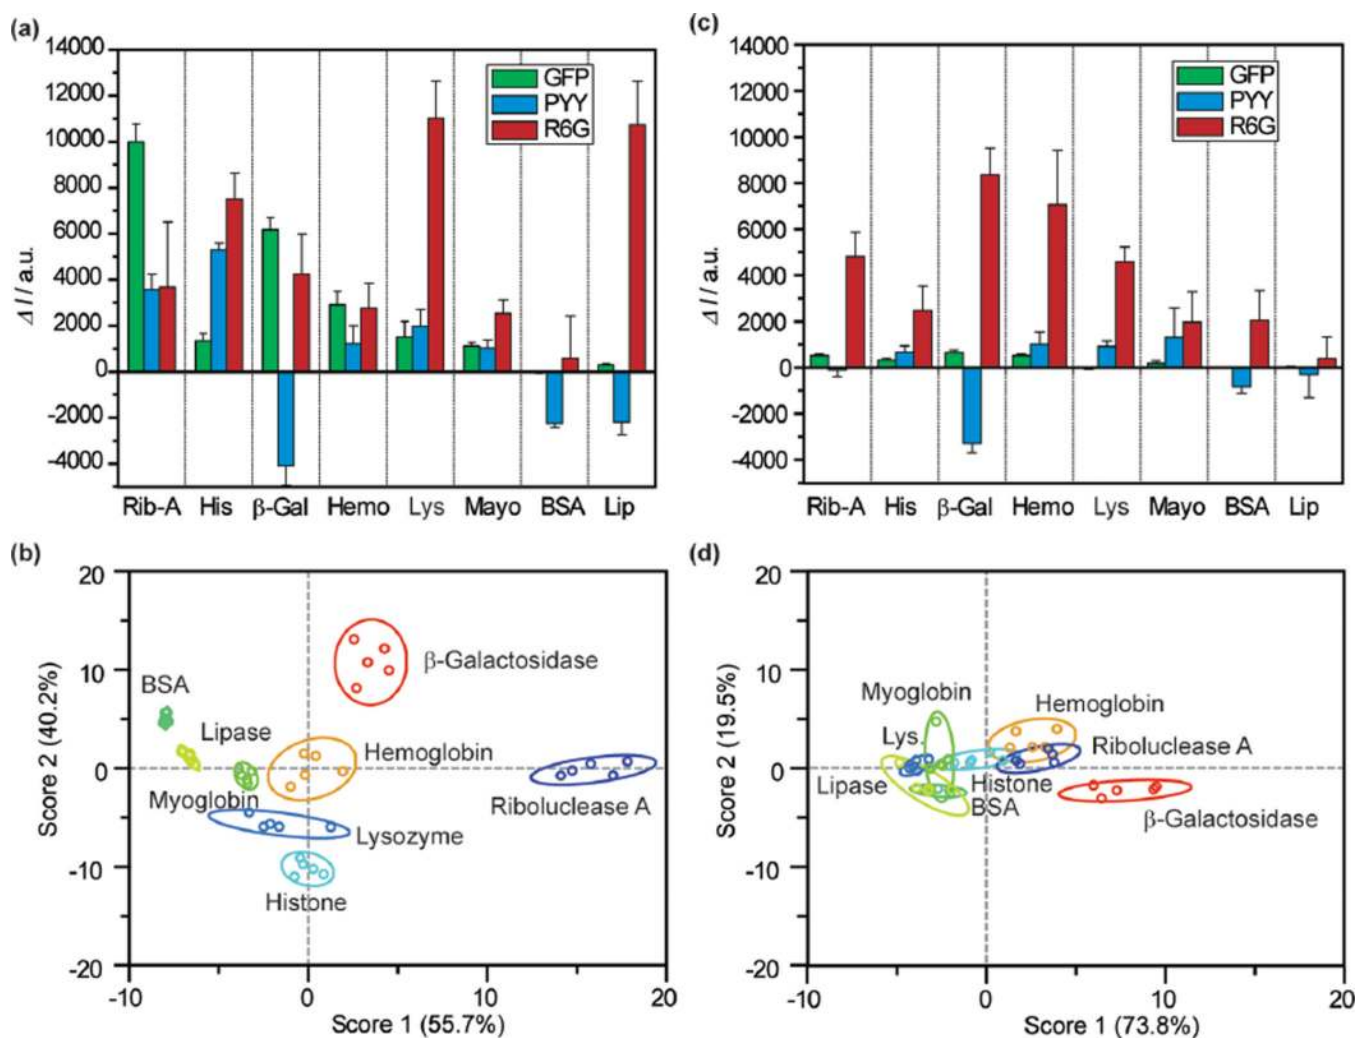 (a)
14000
12000
10000
8000
6000
4000
2000
0
-2000
-4000
Δ I / a.u.
GFP
PYY
R6G
Rib-A His β-Gal Hemo Lys Mayo BSA Lip
(c)
14000
12000
10000
8000
6000
4000
2000
0
-2000
-4000
Δ I / a.u.
GFP
PYY
R6G
Rib-A His β-Gal Hemo Lys Mayo BSA Lip
(b)
20
10
0
-10
-20
Score 2 (40.2%)
β-Galactosidase
BSA
Lipase
Hemoglobin
Myoglobin
Riboluclease A
Lysozyme
Histone
-10 0 10 20
Score 1 (55.7%)
(d)
20
10
0
-10
-20
Score 2 (19.5%)
Myoglobin
Hemoglobin
Lys.
Riboluclease A
Lipase
Histone
BSA
β-Galactosidase
-10 0 10 20
Score 1 (73.8%)